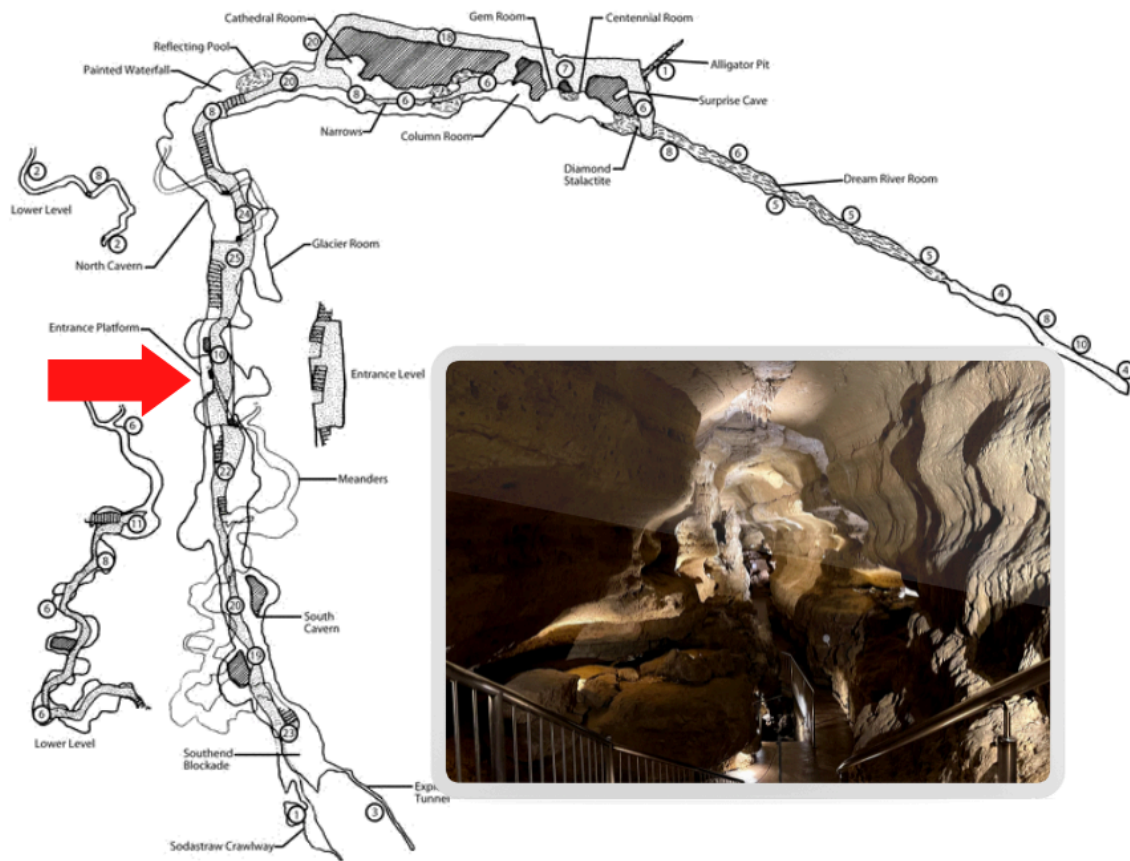 Cathedral Room
Gem Room
Centennial Room
20
18
Reflecting Pool
7
Alligator Pit
1
Painted Waterfall
20
6
8
6
Surprise Cave
6
8
Narrows
Column Room
8
6
2
8
Diamond
Stalactite
Dream River Room
5
Lower Level
24
5
2
Glacier Room
North Cavern
25
5
4
Entrance Platform
8
10
10
Entrance Level
4
6
22
Meanders
11
8
6
20
South
Cavern
19
6
23
Lower Level
Southend
Blockade
Expl
Tunnel
1
3
Sodastraw Crawlway